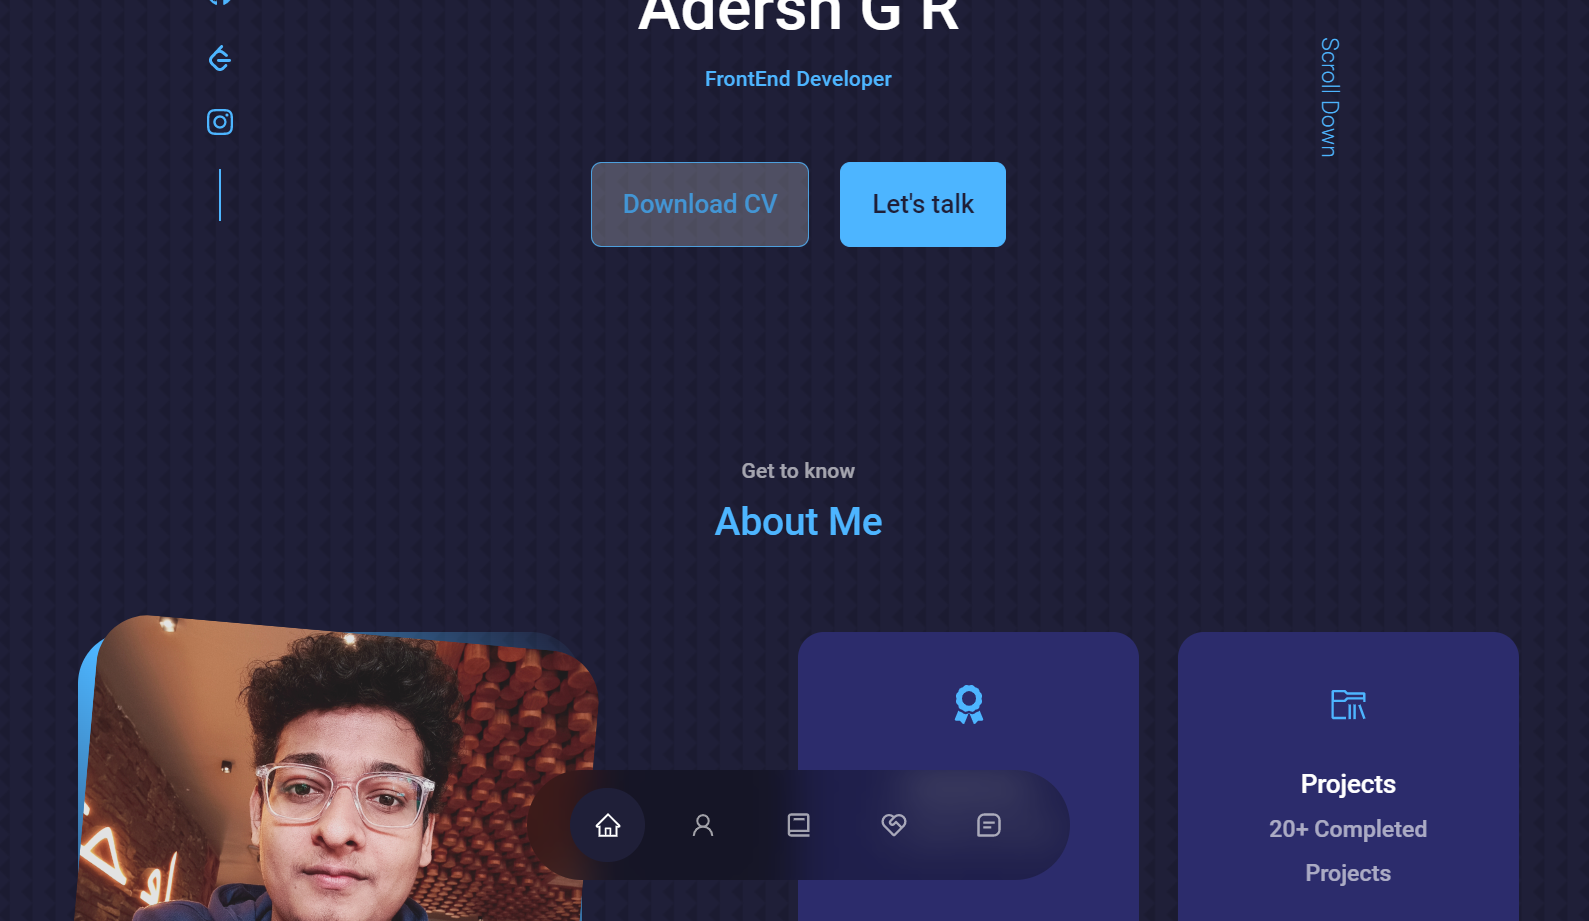 Adersh G R
FrontEnd Developer
Scroll Down
Download CV
Let's talk
Get to know
About Me
Projects
20+ Completed
Projects